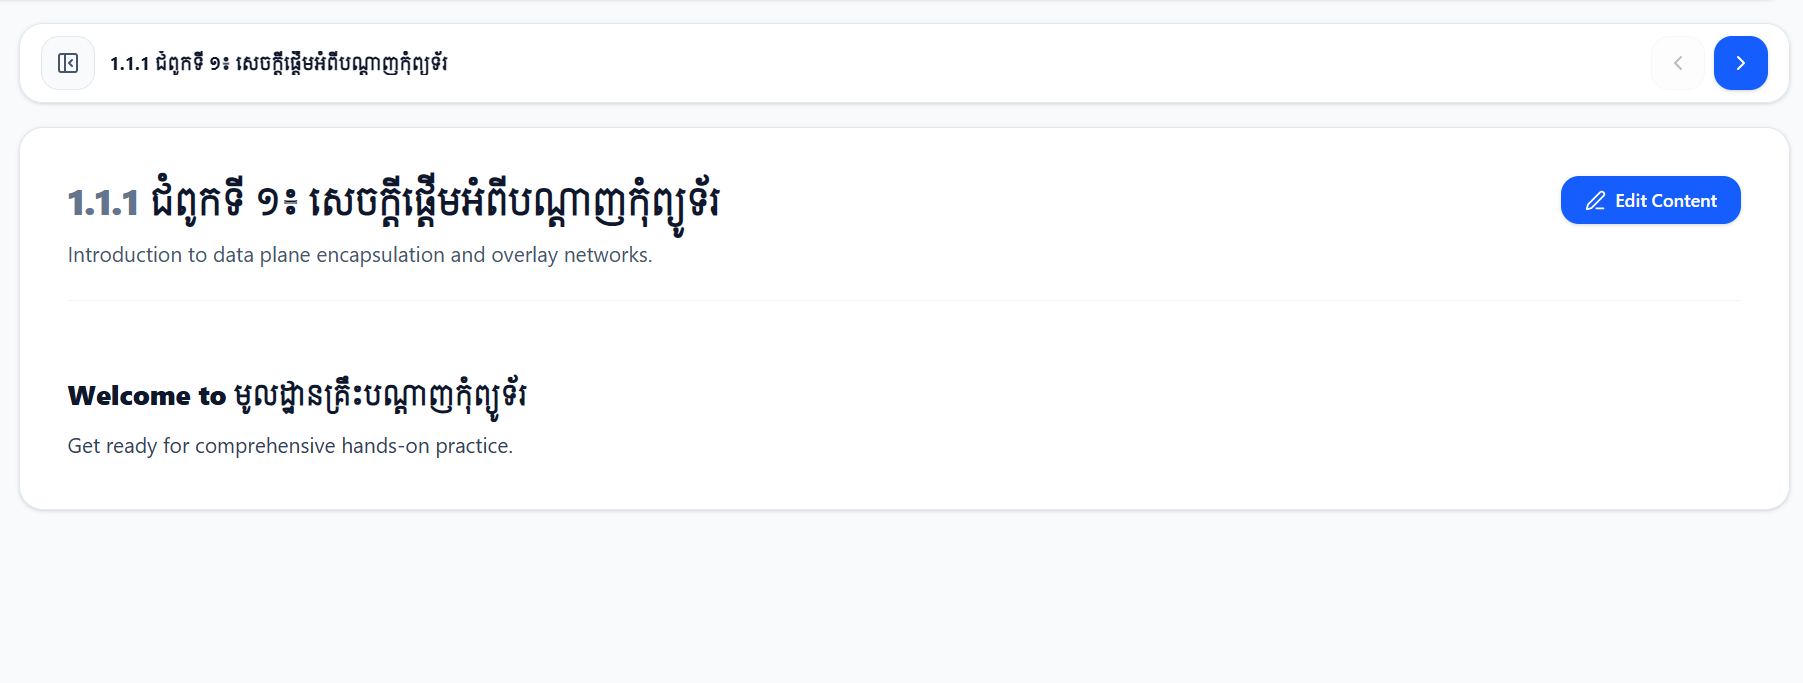 1.1.1 ជំពូកទី ១៖ សេចក្តីផ្តើមអំពីបណ្តាញកុំព្យូទ័រ
1.1.1 ជំពូកទី ១៖ សេចក្តីផ្តើមអំពីបណ្តាញកុំព្យូទ័រ
Edit Content
Introduction to data plane encapsulation and overlay networks.
Welcome to មូលដ្ឋានគ្រឹះបណ្តាញកុំព្យូទ័រ
Get ready for comprehensive hands-on practice.